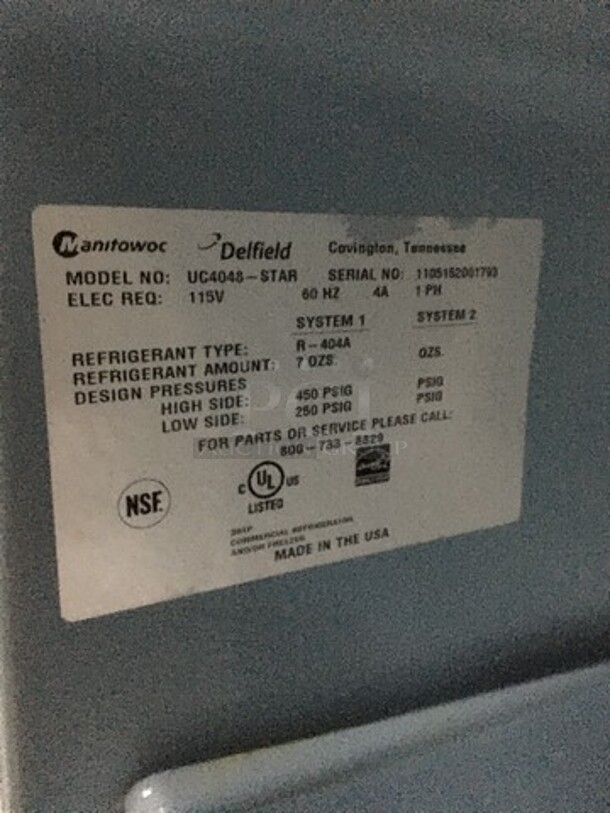 Manitowoc Delfield Covington, Tennessee
MODEL NO: UC4048-STAR SERIAL NO: 1105152001793
ELEC REQ: 115V 60 HZ 4A 1 PH
SYSTEM 1 SYSTEM 2
REFRIGERANT TYPE: R-404A
REFRIGERANT AMOUNT: 7 OZS. OZS.
DESIGN PRESSURES
HIGH SIDE: 450 PSIG PSIG
LOW SIDE: 250 PSIG PSIG
FOR PARTS OR SERVICE PLEASE CALL:
800-733-8829
NSF.
C UL US
LISTED
COMMERCIAL REFRIGERATOR
AND/OR FREEZER
MADE IN THE USA